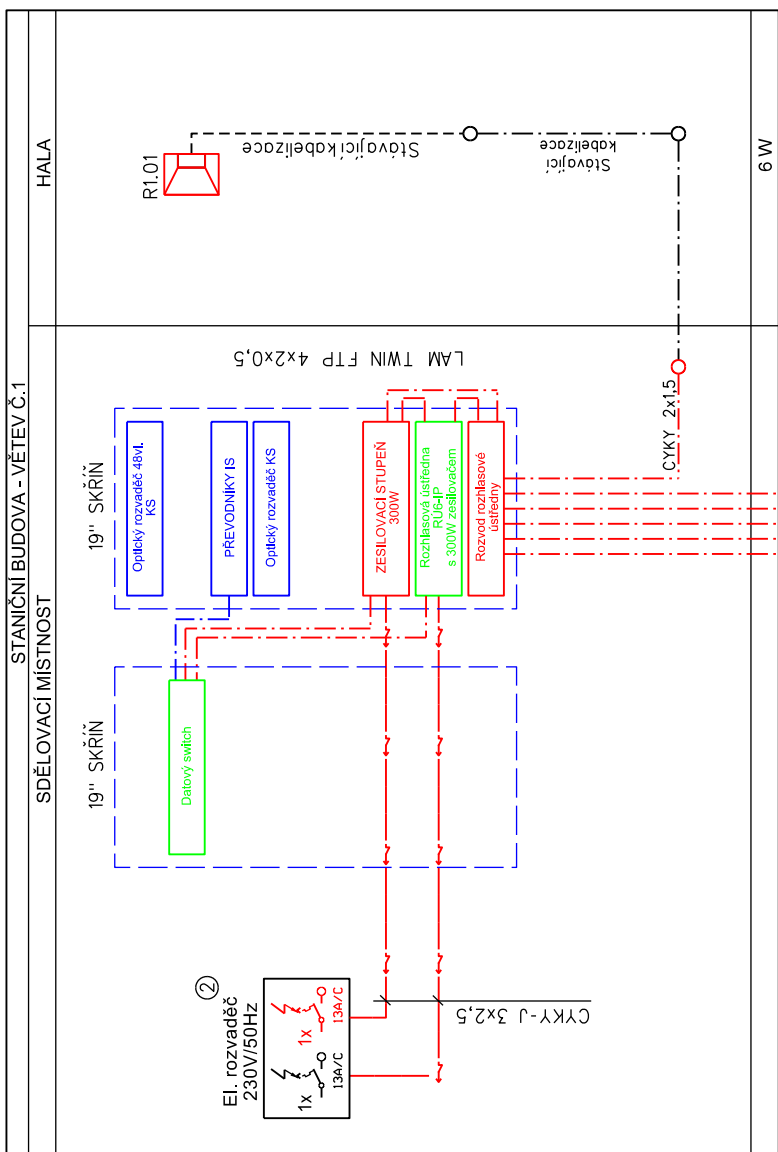 STANIČNÍ BUDOVA - VĚTEV Č.1
SDĚLOVACÍ MÍSTNOST
HALA
El. rozvaděč
230V/50Hz
2
1x
13A/C
1x
13A/C
CYKY-J 3x2,5
19'' SKŘÍŇ
Datový switch
19'' SKŘÍŇ
Optický rozvaděč 48vl.
KS
PŘEVODNÍKY IS
Optický rozvaděč KS
ZESILOVACÍ STUPEŇ
300W
Rozhlasová ústředna
RU6-IP
s 300W zesilovačem
Rozvod rozhlasové
ústředny
LAM TWIN FTP 4x2x0,5
CYKY 2x1,5
R1.01
Stávající kabelizace
Stávající
kabelizace
6 W